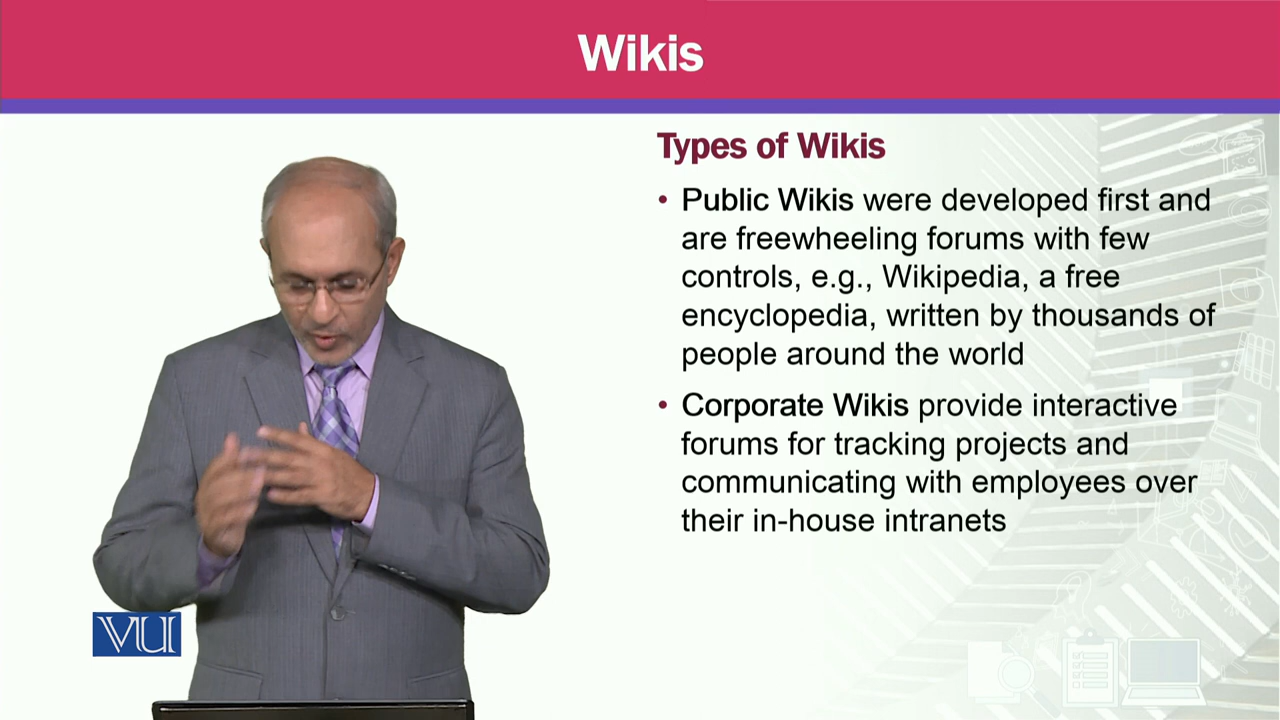 Wikis
Types of Wikis
• Public Wikis were developed first and
are freewheeling forums with few
controls, e.g., Wikipedia, a free
encyclopedia, written by thousands of
people around the world
• Corporate Wikis provide interactive
forums for tracking projects and
communicating with employees over
their in-house intranets
VU